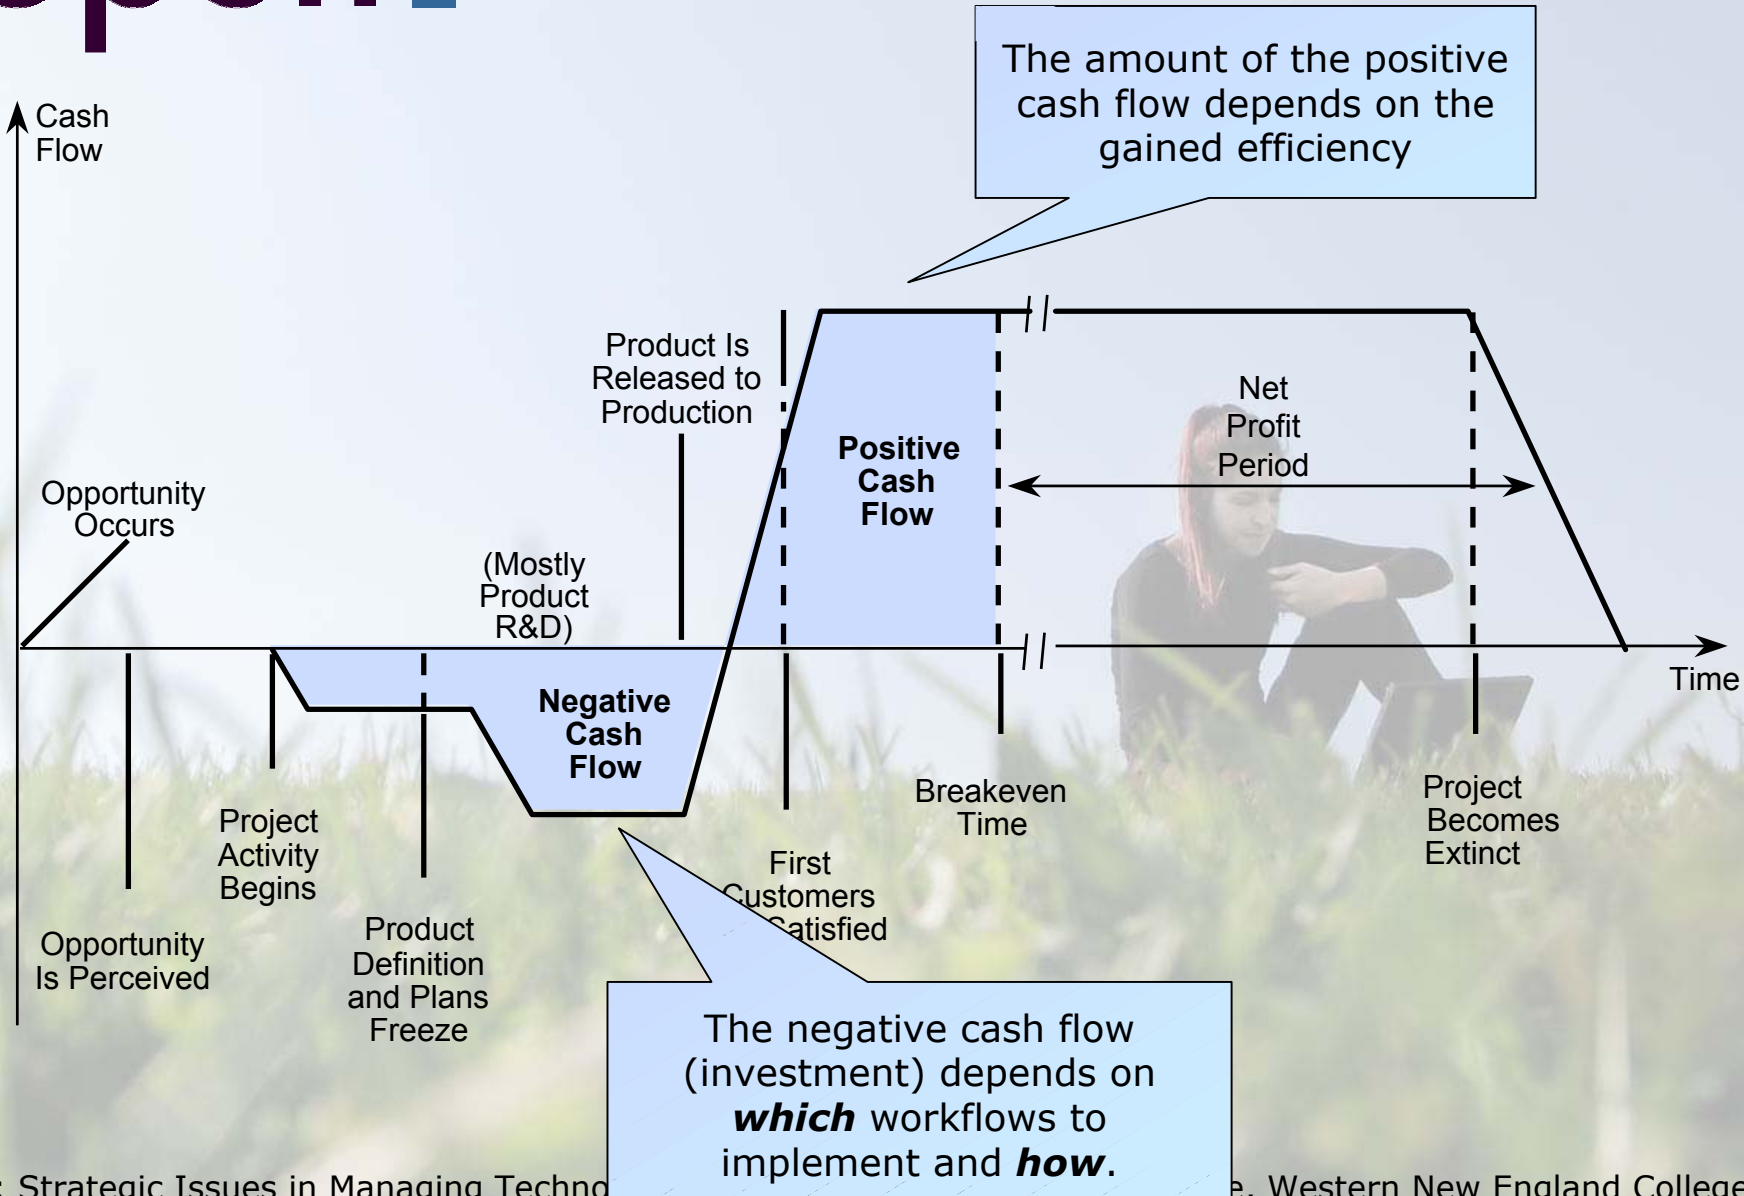 The amount of the positive
cash flow depends on the
gained efficiency
Cash
Flow
Product Is
Released to
Production
Net
Profit
Period
Positive
Cash
Flow
Opportunity
Occurs
(Mostly
Product
R&D)
Time
Negative
Cash
Flow
Project
Activity
Begins
Breakeven
Time
Project
Becomes
Extinct
First
Customers
Satisfied
Opportunity
Is Perceived
Product
Definition
and Plans
Freeze
The negative cash flow
(investment) depends on
which workflows to
implement and how.
: Strategic Issues in Managing Techno
e, Western New England College